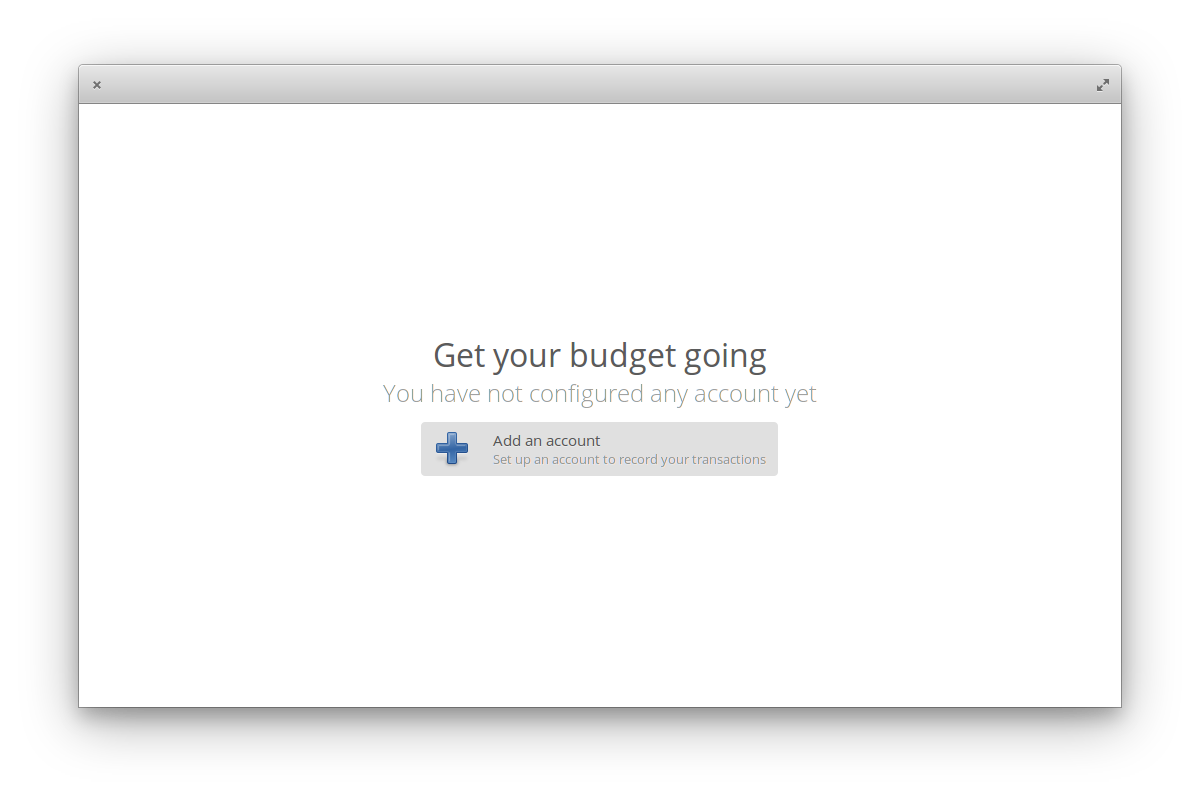 Get your budget going
You have not configured any account yet
Add an account
Set up an account to record your transactions